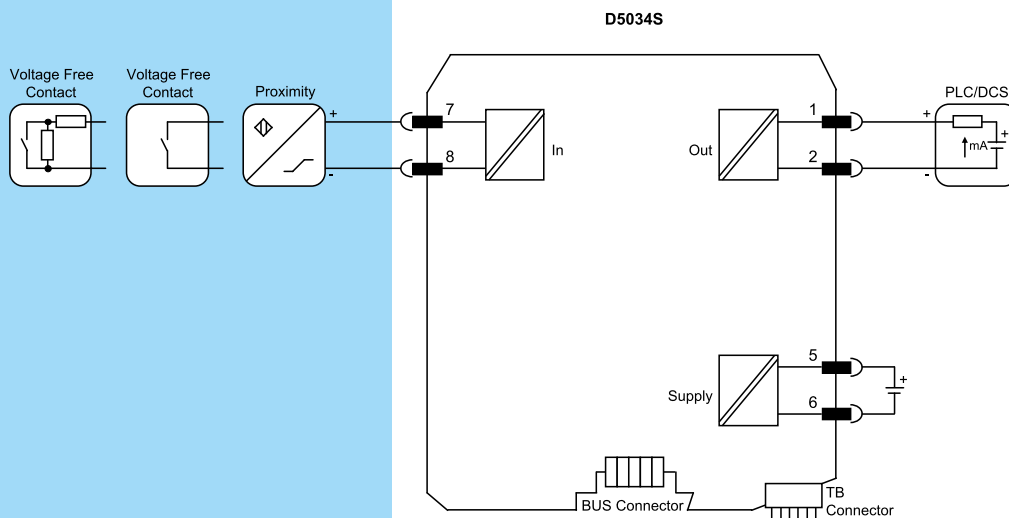 D5034S
Voltage Free
Contact
Voltage Free
Contact
Proximity
+
-
7
8
In
Out
1
2
+
-
PLC/DCS
mA
+
Supply
5
6
+
BUS Connector
TB
Connector